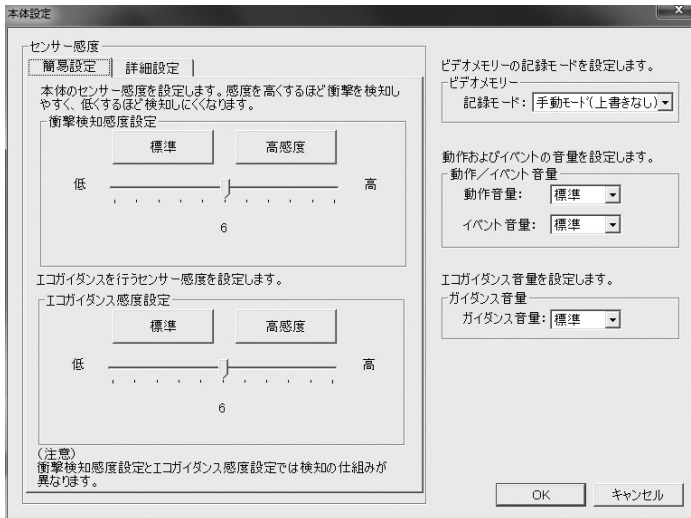 本体設定
センサー感度
簡易設定
詳細設定
本体のセンサー感度を設定します。感度を高くするほど衝撃を検知し
やすく、低くするほど検知しにくくなります。
衝撃検知感度設定
標準
高感度
低
高
6
エコガイダンスを行うセンサー感度を設定します。
エコガイダンス感度設定
標準
高感度
低
高
6
(注意)
衝撃検知感度設定とエコガイダンス感度設定では検知の仕組みが
異なります。
ビデオメモリーの記録モードを設定します。
ビデオメモリー
記録モード: 手動モード(上書きなし)
動作およびイベントの音量を設定します。
動作/イベント音量
動作音量: 標準
イベント音量: 標準
エコガイダンス音量を設定します。
ガイダンス音量
ガイダンス音量: 標準
OK
キャンセル